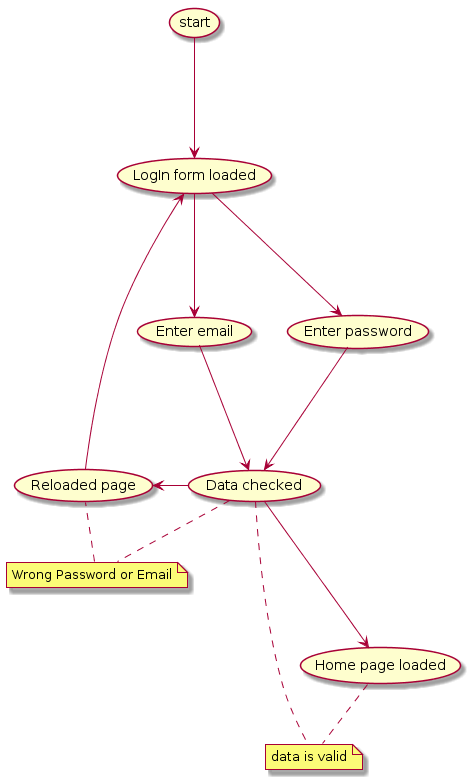 start
LogIn form loaded
Enter email
Enter password
Reloaded page
Data checked
Wrong Password or Email
Home page loaded
data is valid